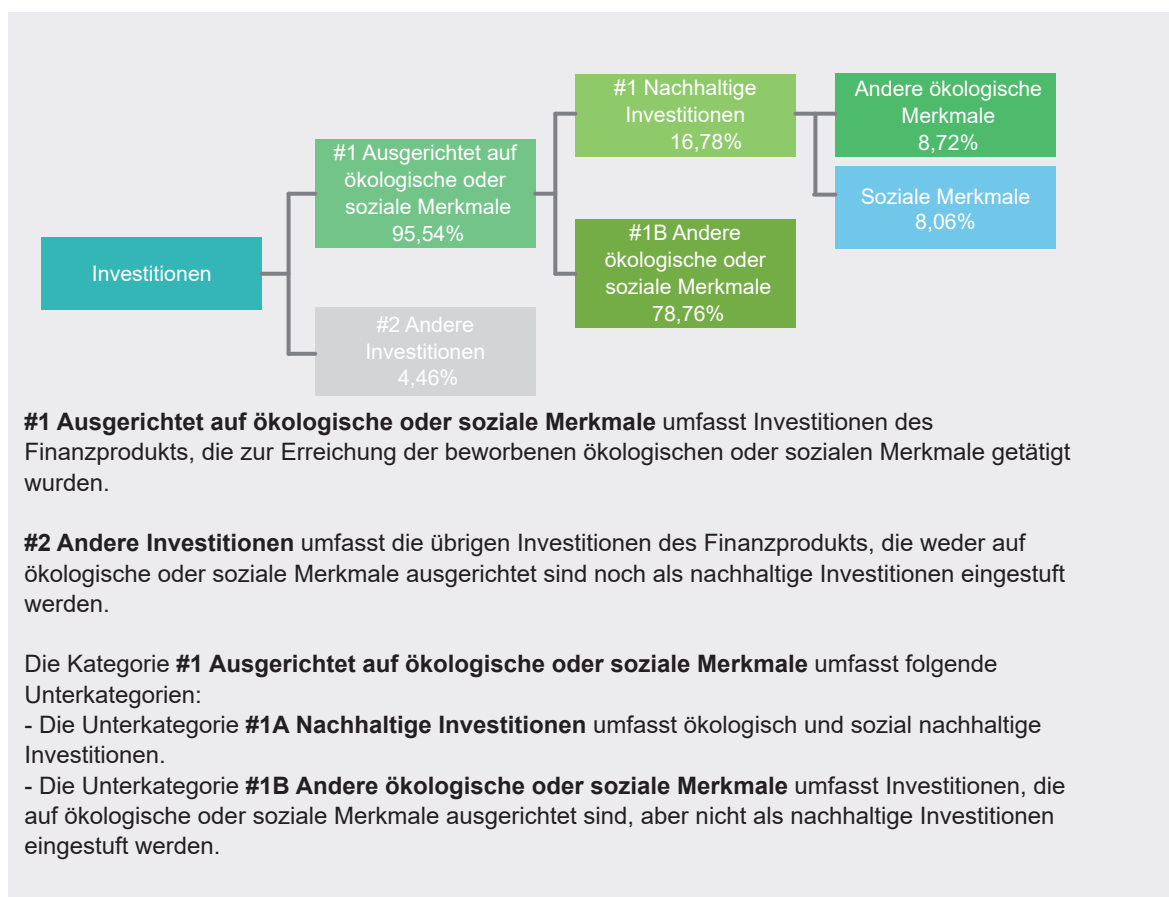 #1 Nachhaltige
Investitionen
16,78%
Andere ökologische
Merkmale
8,72%
#1 Ausgerichtet auf
ökologische oder
soziale Merkmale
95,54%
Soziale Merkmale
8,06%
#1B Andere
ökologische oder
soziale Merkmale
78,76%
Investitionen
#2 Andere
Investitionen
4,46%
#1 Ausgerichtet auf ökologische oder soziale Merkmale umfasst Investitionen des
Finanzprodukts, die zur Erreichung der beworbenen ökologischen oder sozialen Merkmale getätigt
wurden.
#2 Andere Investitionen umfasst die übrigen Investitionen des Finanzprodukts, die weder auf
ökologische oder soziale Merkmale ausgerichtet sind noch als nachhaltige Investitionen eingestuft
werden.
Die Kategorie #1 Ausgerichtet auf ökologische oder soziale Merkmale umfasst folgende
Unterkategorien:
- Die Unterkategorie #1A Nachhaltige Investitionen umfasst ökologisch und sozial nachhaltige
Investitionen.
- Die Unterkategorie #1B Andere ökologische oder soziale Merkmale umfasst Investitionen, die
auf ökologische oder soziale Merkmale ausgerichtet sind, aber nicht als nachhaltige Investitionen
eingestuft werden.